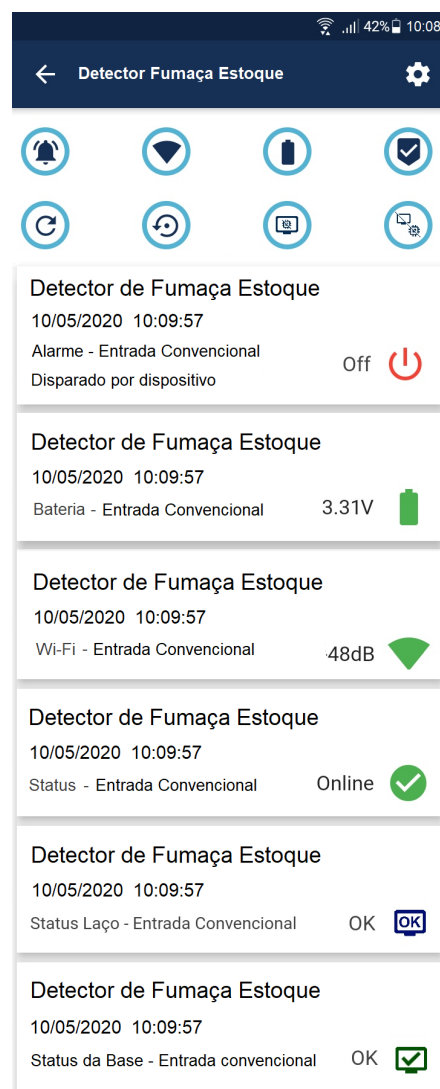 42% 10:08
Detector Fumaça Estoque
Detector de Fumaça Estoque
10/05/2020 10:09:57
Alarme - Entrada Convencional
Off
Disparado por dispositivo
Detector de Fumaça Estoque
10/05/2020 10:09:57
Bateria - Entrada Convencional 3.31V
Detector de Fumaça Estoque
10/05/2020 10:09:57
Wi-Fi - Entrada Convencional -48dB
Detector de Fumaça Estoque
10/05/2020 10:09:57
Status - Entrada Convencional Online
Detector de Fumaça Estoque
10/05/2020 10:09:57
Status Laço - Entrada Convencional OK OK
Detector de Fumaça Estoque
10/05/2020 10:09:57
Status da Base - Entrada convencional OK